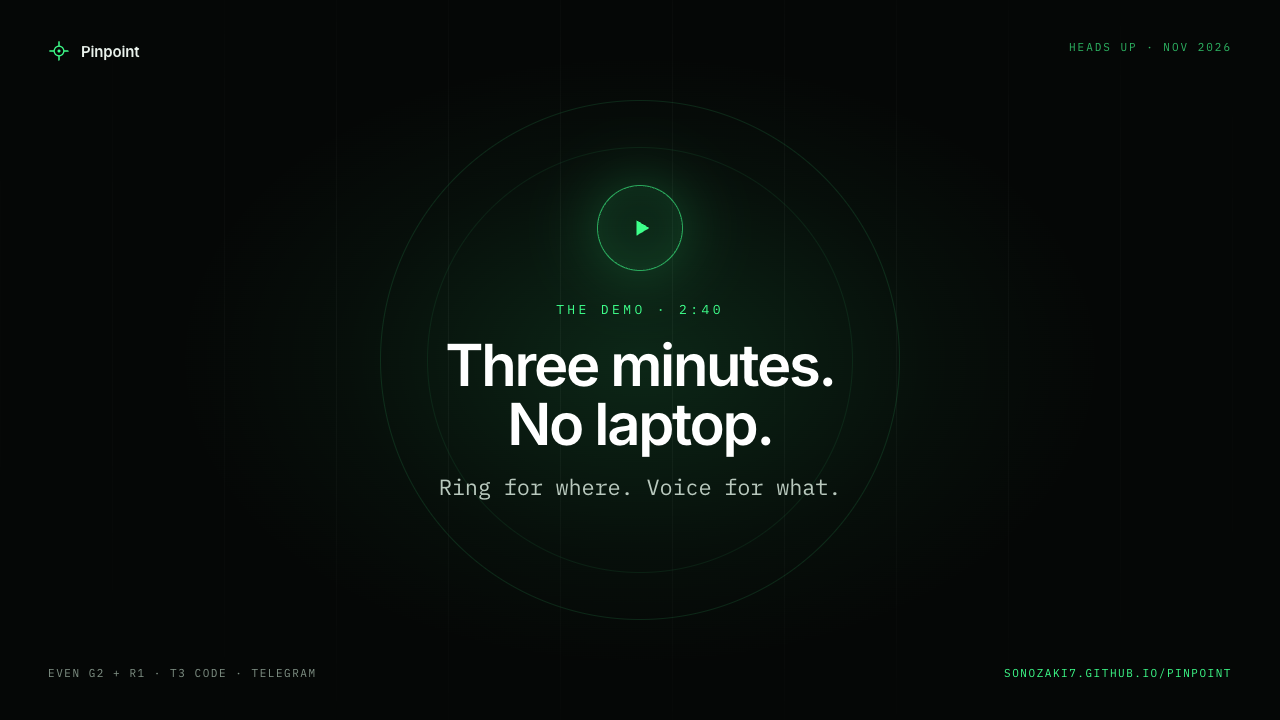 Pinpoint
HEADS UP · NOV 2026
THE DEMO · 2:40
Three minutes.
No laptop.
Ring for where. Voice for what.
EVEN G2 + R1 · T3 CODE · TELEGRAM
SONOZAKI7.GITHUB.IO/PINPOINT